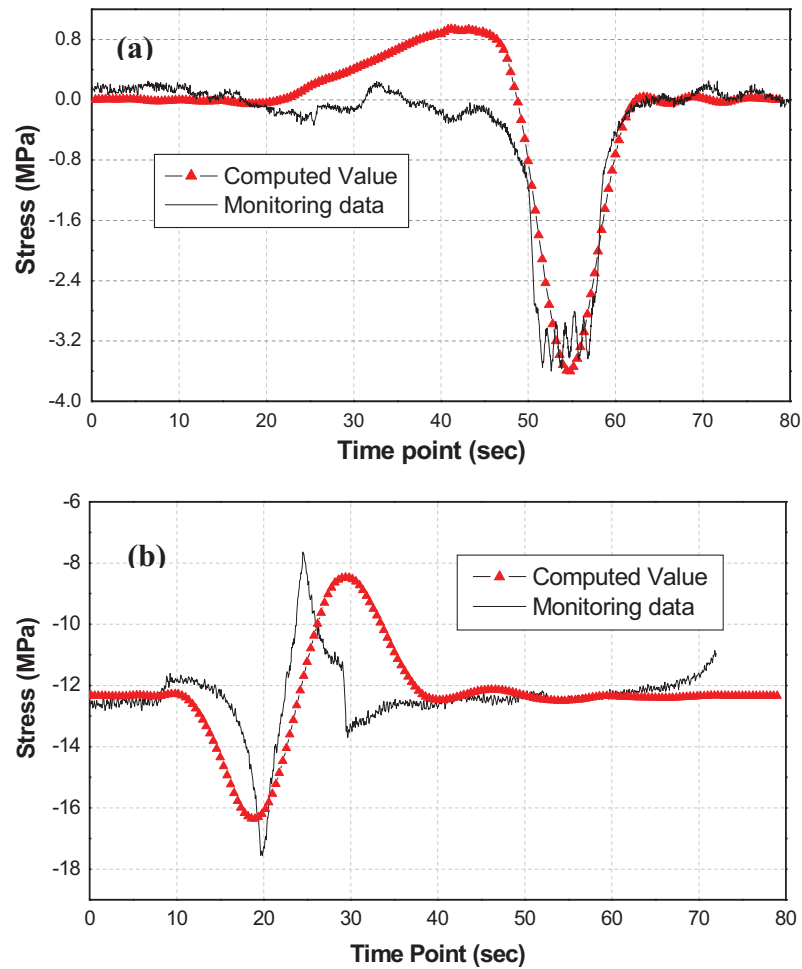 (a)
0.8
0.0
-0.8
-1.6
-2.4
-3.2
-4.0
Stress (MPa)
Computed Value
Monitoring data
0 10 20 30 40 50 60 70 80
Time point (sec)
(b)
-6
-8
-10
-12
-14
-16
-18
Stress (MPa)
Computed Value
Monitoring data
0 10 20 30 40 50 60 70 80
Time Point (sec)